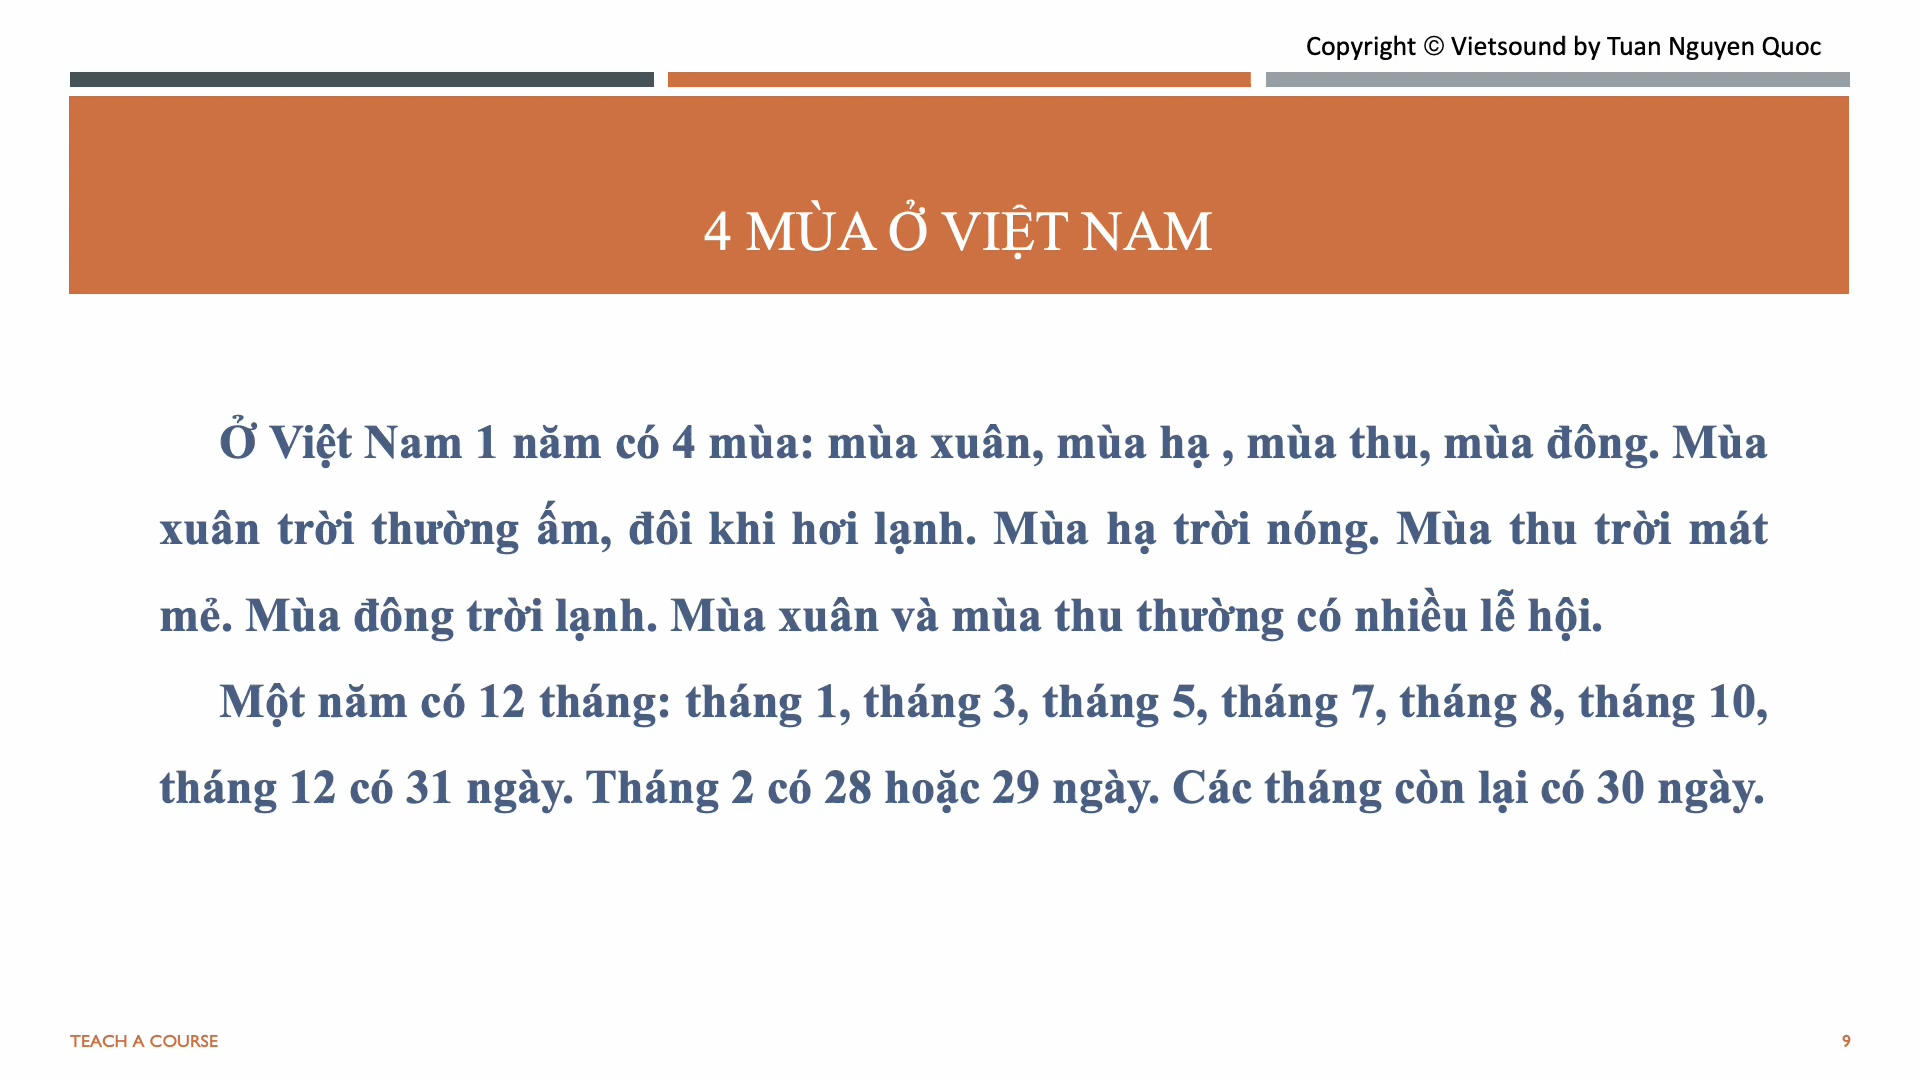 Copyright © Vietsound by Tuan Nguyen Quoc
4 MÙA Ở VIỆT NAM
Ở Việt Nam 1 năm có 4 mùa: mùa xuân, mùa hạ , mùa thu, mùa đông. Mùa
xuân trời thường ấm, đôi khi hơi lạnh. Mùa hạ trời nóng. Mùa thu trời mát
mẻ. Mùa đông trời lạnh. Mùa xuân và mùa thu thường có nhiều lễ hội.
Một năm có 12 tháng: tháng 1, tháng 3, tháng 5, tháng 7, tháng 8, tháng 10,
tháng 12 có 31 ngày. Tháng 2 có 28 hoặc 29 ngày. Các tháng còn lại có 30 ngày.
TEACH A COURSE
9